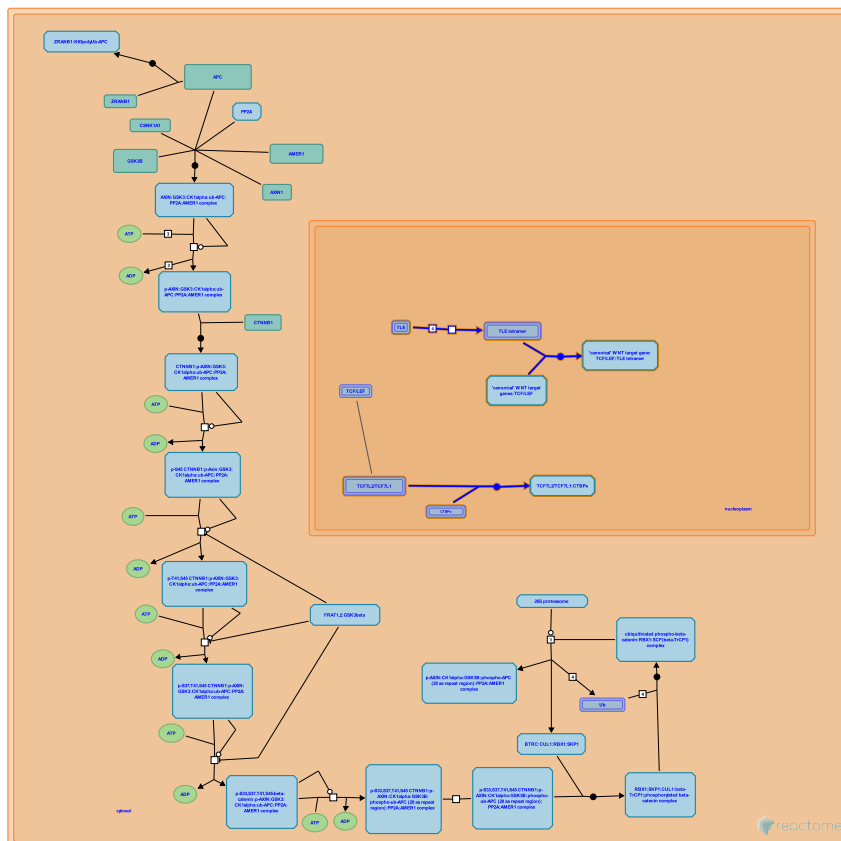 ZRANB1:K63polyUb-APC
APC
ZRANB1
PP2A
CSNK1A1
GSK3B
AMER1
AXIN1
AXIN:GSK3:CK1alpha:ub-APC:
PP2A:AMER1 complex
ATP
3
3
ADP
p-AXIN:GSK3:CK1alpha:ub-
APC:PP2A:AMER1 complex
CTNNB1
CTNNB1:p-AXIN:GSK3:
CK1alpha:ub-APC:PP2A:
AMER1 complex
ATP
ADP
p-S45 CTNNB1:p-Axin:GSK3:
CK1alpha:ub-APC:PP2A:
AMER1 complex
ATP
ADP
p-T41,S45 CTNNB1:p-AXIN:GSK3:
CK1alpha:ub-APC:PP2A:AMER1
complex
ATP
FRAT1,2:GSK3beta
ADP
p-S37,T41,S45 CTNNB1:p-AXIN:
GSK3:CK1alpha:ub-APC:PP2A:
AMER1 complex
ATP
ADP
p-S33,S37,T41,S45-beta-
catenin:p-AXIN:GSK3:
CK1alpha:ub-APC:PP2A:
AMER1 complex
ATP
ADP
p-S33,S37,T41,S45 CTNNB1:
p-AXIN:CK1alpha:GSK3B:
phospho-ub-APC (20 aa repeat
region):PP2A:AMER1 complex
p-S33,S37,T41,S45 CTNNB1:p-
AXIN:CK1alpha:GSK3B:phospho-
ub-APC (20 aa repeat region):
PP2A:AMER1 complex
RBX1:SKP1:CUL1:beta-
TrCP1:phosphorylated beta-
catenin complex
BTRC:CUL1:RBX1:SKP1
p-AXIN:CK1alpha:GSK3B:phospho-APC
(20 aa repeat region):PP2A:AMER1
complex
4
Ub
4
ubiquitinated phospho-beta-
catenin:RBX1:SCF(beta-TrCP1)
complex
26S proteasome
TLE
4
TLE tetramer
'canonical' WNT target gene:
TCF/LEF:TLE tetramer
'canonical' WNT target
genes:TCF/LEF
TCF/LEF
TCF7L2/TCF7L1
CTBPs
TCF7L2/TCF7L1:CTBPs
nucleoplasm
cytosol
reactome